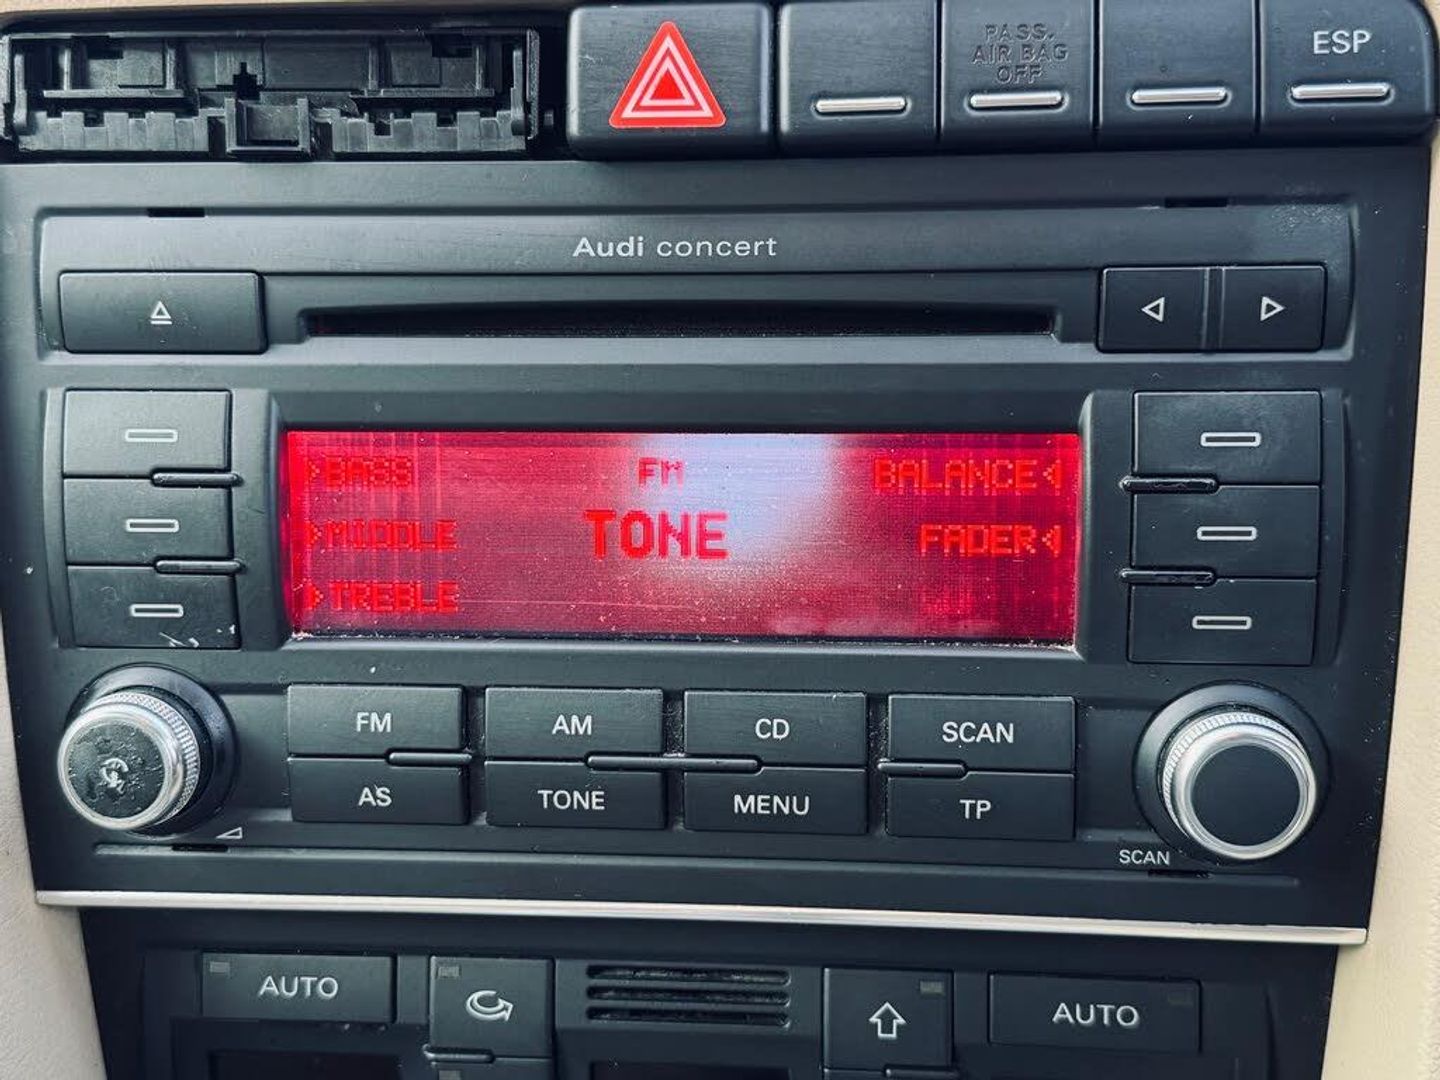 PASS.
AIR BAG
OFF
ESP
Audi concert
BASS FM BALANCE
MIDDLE TONE FADER
TREBLE
FM AM CD SCAN
AS TONE MENU TP
SCAN
AUTO AUTO